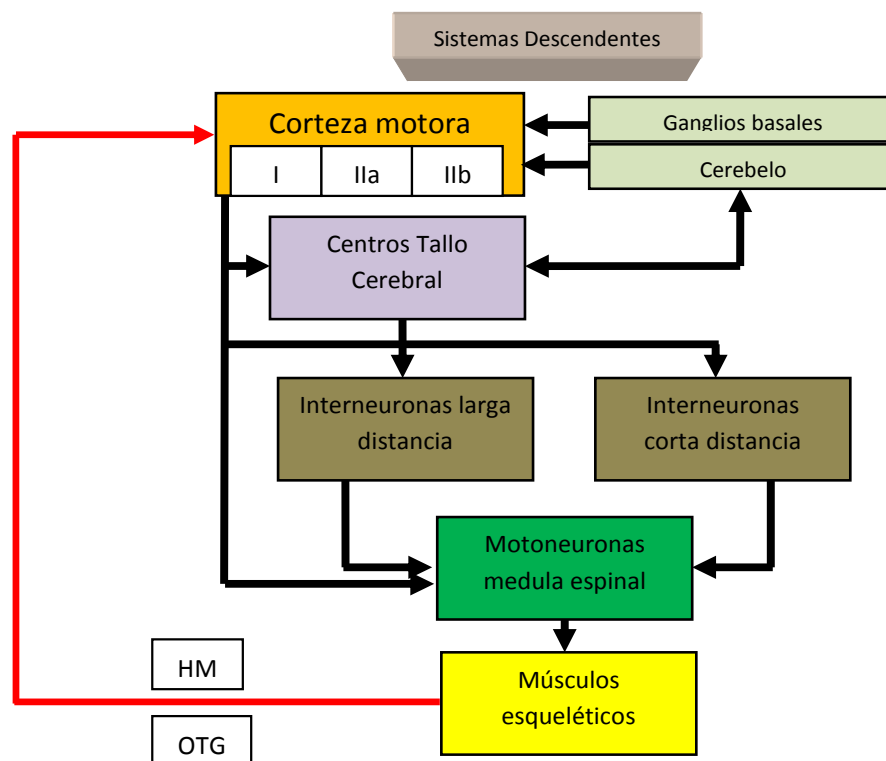 Sistemas Descendentes
Corteza motora
I
IIa
IIb
Ganglios basales
Cerebelo
Centros Tallo
Cerebral
Interneuronas larga
distancia
Interneuronas
corta distancia
Motoneuronas
medula espinal
HM
OTG
Músculos
esqueléticos